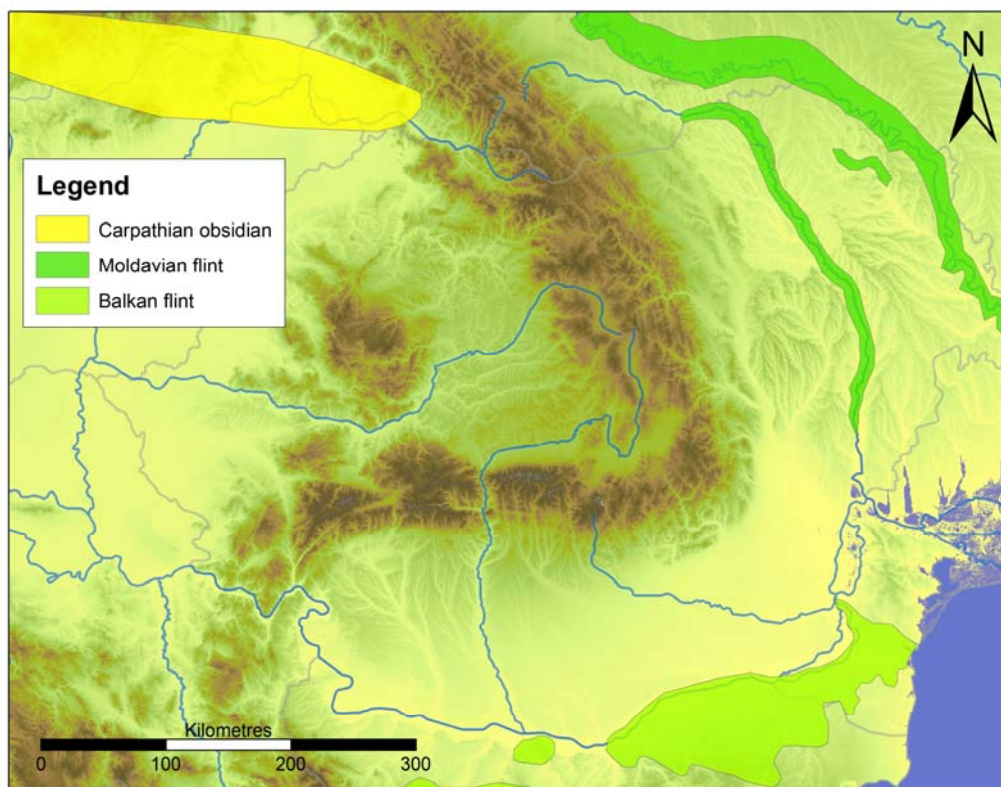 N
Legend
Carpathian obsidian
Moldavian flint
Balkan flint
Kilometres
0 100 200 300